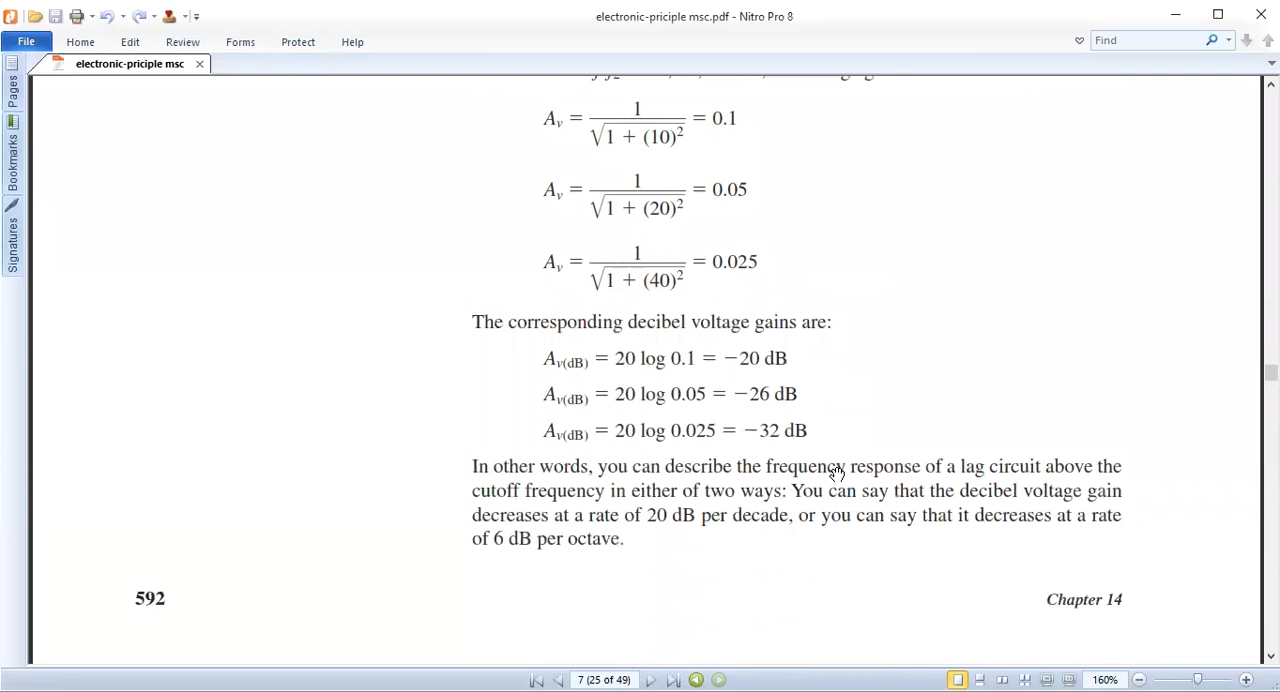 electronic-priciple msc.pdf - Nitro Pro 8
File Home Edit Review Forms Protect Help
Find
electronic-priciple msc
Pages
Bookmarks
Signatures
A_v = 1/√(1 + (10)²) = 0.1
A_v = 1/√(1 + (20)²) = 0.05
A_v = 1/√(1 + (40)²) = 0.025
The corresponding decibel voltage gains are:
A_v(dB) = 20 log 0.1 = −20 dB
A_v(dB) = 20 log 0.05 = −26 dB
A_v(dB) = 20 log 0.025 = −32 dB
In other words, you can describe the frequency response of a lag circuit above the
cutoff frequency in either of two ways: You can say that the decibel voltage gain
decreases at a rate of 20 dB per decade, or you can say that it decreases at a rate
of 6 dB per octave.
592
Chapter 14
7 (25 of 49)
160%